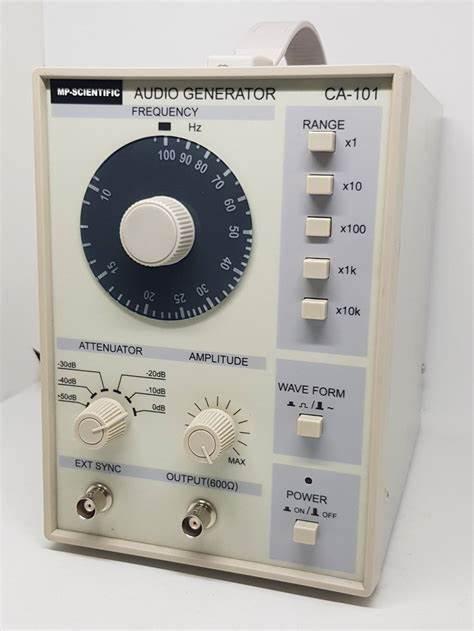 MP-SCIENTIFIC
AUDIO GENERATOR
CA-101
FREQUENCY
Hz
100 90 80 70 60 50 40 30 25 20 15 10
RANGE
x1
x10
x100
x1k
x10k
ATTENUATOR
-30dB
-20dB
-40dB
-10dB
-50dB
0dB
AMPLITUDE
MAX
WAVE FORM
EXT SYNC
OUTPUT(600Ω)
POWER
ON / OFF